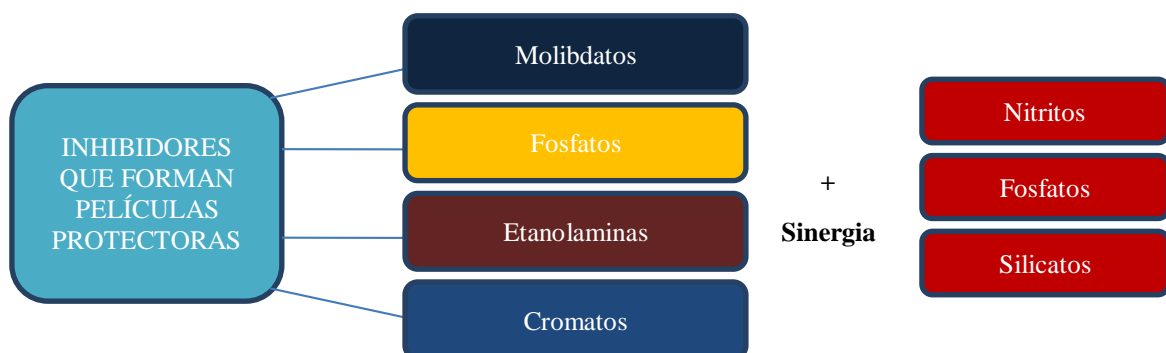 INHIBIDORES
QUE FORMAN
PELÍCULAS
PROTECTORAS
Molibdatos
Fosfatos
Etanolaminas
Cromatos
+
Sinergia
Nitritos
Fosfatos
Silicatos